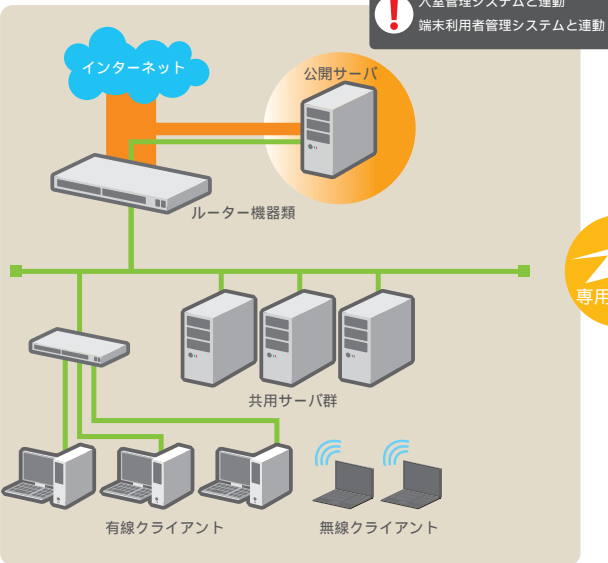 入室管理システムと連動
端末利用者管理システムと連動
インターネット
公開サーバ
ルーター機器類
専用
共用サーバ群
有線クライアント
無線クライアント